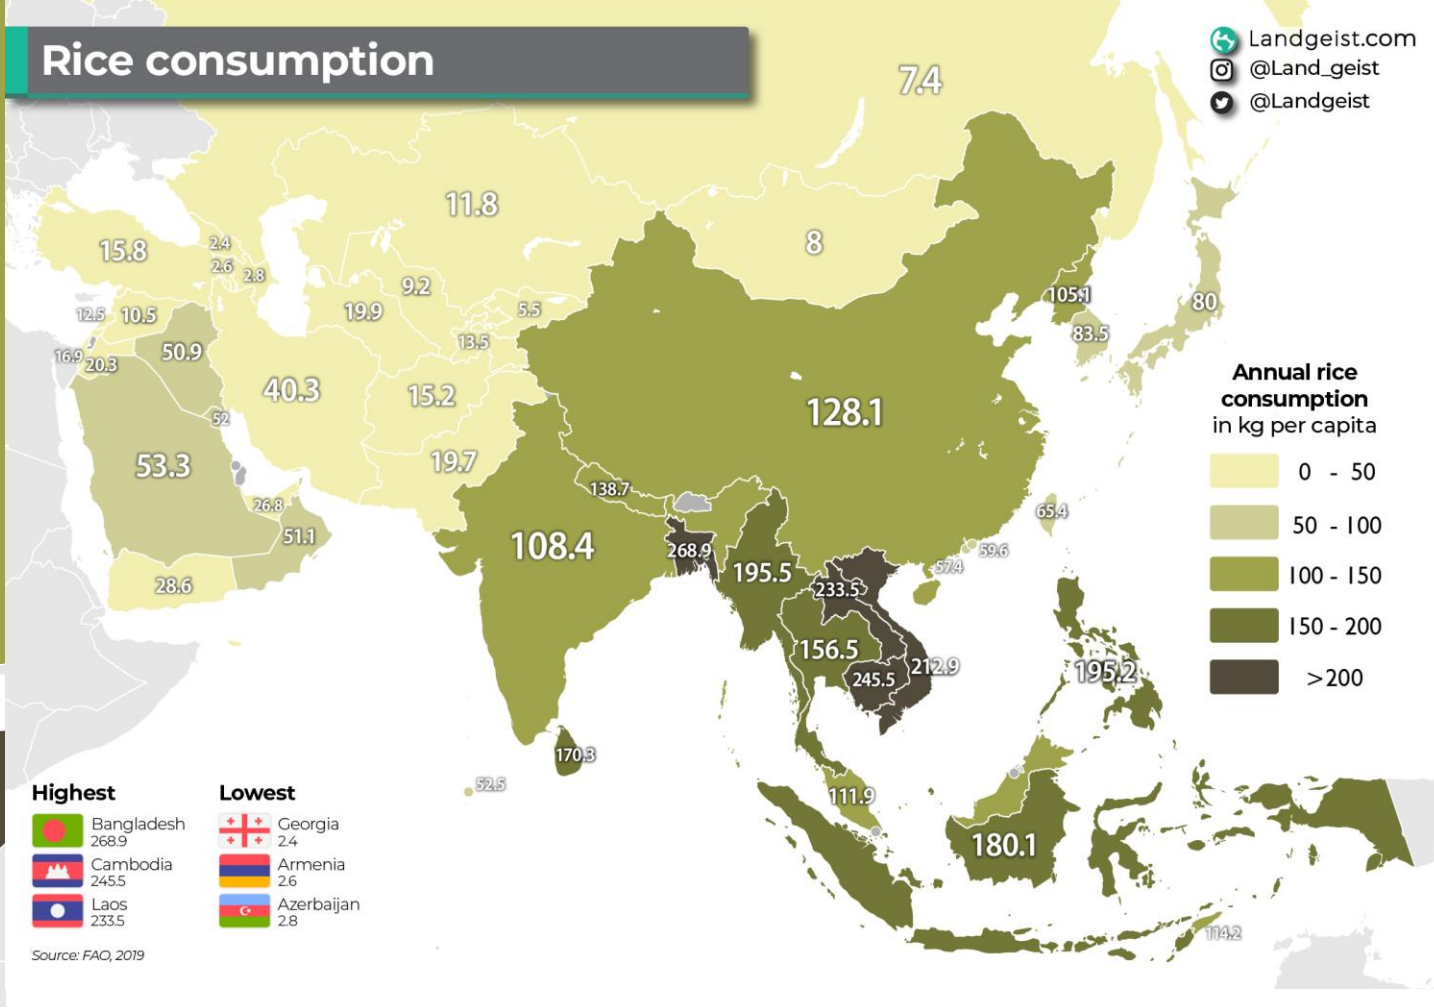 Rice consumption
Landgeist.com
@Land_geist
@Landgeist
7.4
11.8
8
15.8
2.4
2.6
2.8
9.2
19.9
5.5
13.5
12.5
10.5
16.9
20.3
50.9
40.3
15.2
52
53.3
19.7
26.8
51.1
28.6
105.1
83.5
80
128.1
138.7
108.4
268.9
195.5
65.4
59.6
57.4
233.5
156.5
212.9
245.5
195.2
170.3
52.5
111.9
180.1
114.2
Annual rice
consumption
in kg per capita
0 - 50
50 - 100
100 - 150
150 - 200
>200
Highest
Bangladesh
268.9
Cambodia
245.5
Laos
233.5
Lowest
Georgia
2.4
Armenia
2.6
Azerbaijan
2.8
Source: FAO, 2019